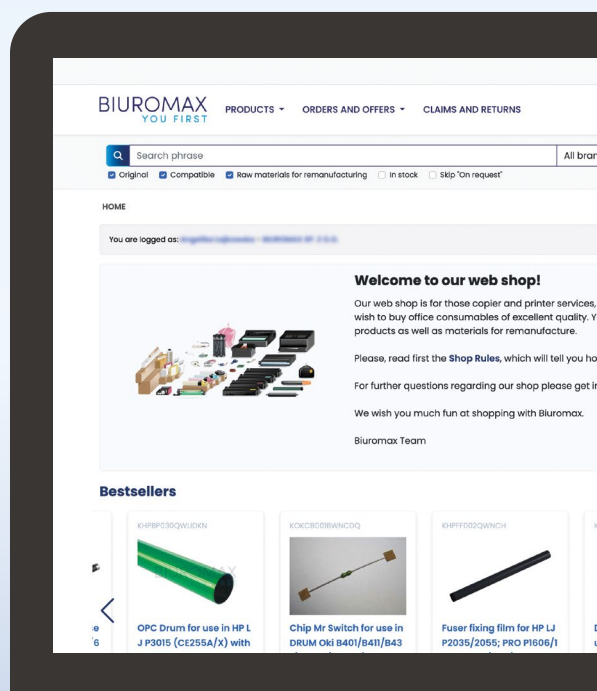 BIUROMAX
YOU FIRST
PRODUCTS
ORDERS AND OFFERS
CLAIMS AND RETURNS
Search phrase
All bran
Original
Compatible
Raw materials for remanufacturing
In stock
Skip "On request"
HOME
You are logged as:
Welcome to our web shop!
Our web shop is for those copier and printer services,
wish to buy office consumables of excellent quality. Y
products as well as materials for remanufacture.
Please, read first the Shop Rules, which will tell you ho
For further questions regarding our shop please get i
We wish you much fun at shopping with Biuromax.
Biuromax Team
Bestsellers
KHPBP030QWUDKN
KOKCB001BWNC0Q
KHPFF002QWNCH
OPC Drum for use in HP L
J P3015 (CE255A/X) with
Chip Mr Switch for use in
DRUM Oki B401/B411/B43
Fuser fixing film for HP LJ
P2035/2055; PRO P1606/1